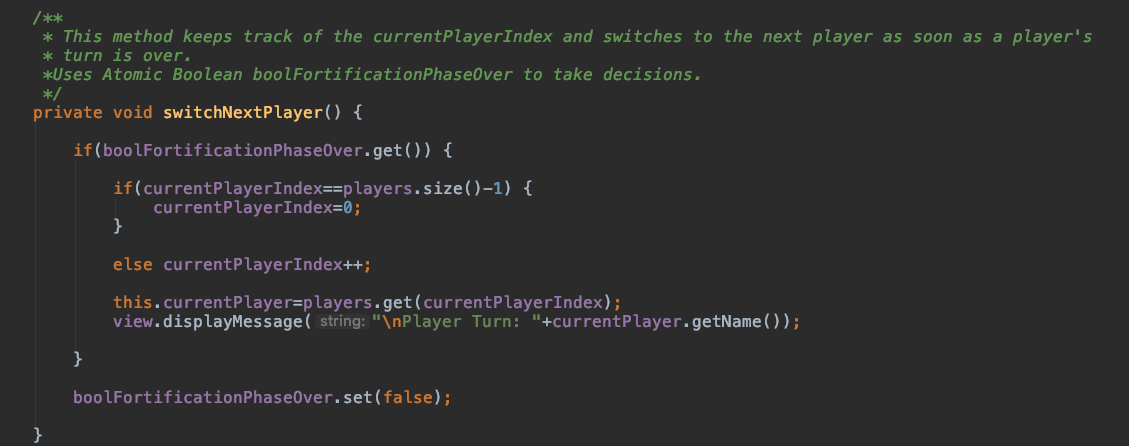 /**
 * This method keeps track of the currentPlayerIndex and switches to the next player as soon as a player's
 * turn is over.
 *Uses Atomic Boolean boolFortificationPhaseOver to take decisions.
 */
private void switchNextPlayer() {
if(boolFortificationPhaseOver.get()) {
if(currentPlayerIndex==players.size()-1) {
currentPlayerIndex=0;
}
else currentPlayerIndex++;
this.currentPlayer=players.get(currentPlayerIndex);
view.displayMessage( string: "\nPlayer Turn: "+currentPlayer.getName());
}
boolFortificationPhaseOver.set(false);
}